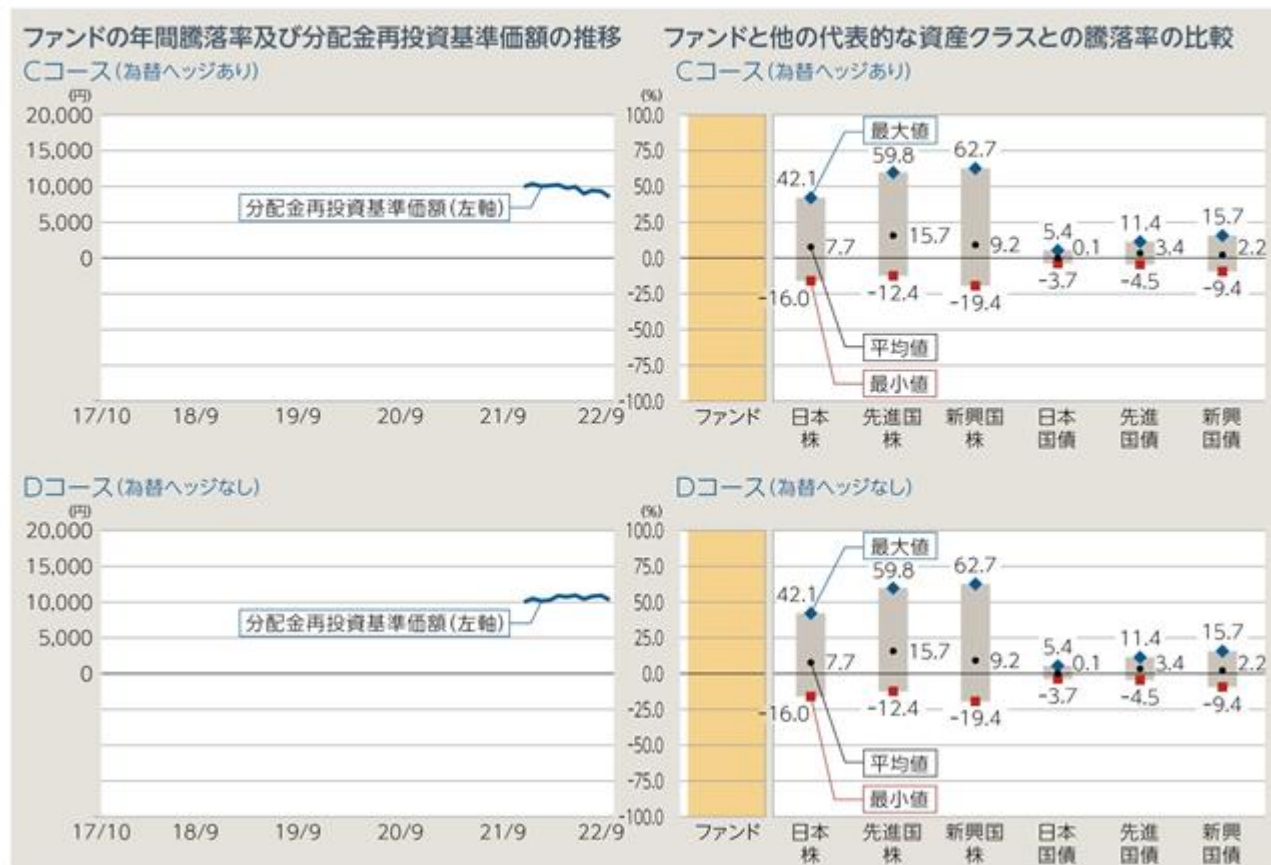 ファンドの年間騰落率及び分配金再投資基準価額の推移
Cコース(為替ヘッジあり)
(円)
20,000
15,000
10,000
5,000
0
分配金再投資基準価額(左軸)
17/10 18/9 19/9 20/9 21/9 22/9
ファンドと他の代表的な資産クラスとの騰落率の比較
Cコース(為替ヘッジあり)
(%)
100.0
75.0
50.0
25.0
0.0
-25.0
-50.0
-75.0
-100.0
最大値
42.1 59.8 62.7 5.4 11.4 15.7
7.7 15.7 9.2 0.1 3.4 2.2
-16.0 -12.4 -19.4 -3.7 -4.5 -9.4
平均値
最小値
ファンド 日本 先進国 新興国 日本 先進 新興
株 株 株 国債 国債 国債
Dコース(為替ヘッジなし)
(円)
20,000
15,000
10,000
5,000
0
分配金再投資基準価額(左軸)
17/10 18/9 19/9 20/9 21/9 22/9
Dコース(為替ヘッジなし)
(%)
100.0
75.0
50.0
25.0
0.0
-25.0
-50.0
-75.0
-100.0
最大値
42.1 59.8 62.7 5.4 11.4 15.7
7.7 15.7 9.2 0.1 3.4 2.2
-16.0 -12.4 -19.4 -3.7 -4.5 -9.4
平均値
最小値
ファンド 日本 先進国 新興国 日本 先進 新興
株 株 株 国債 国債 国債